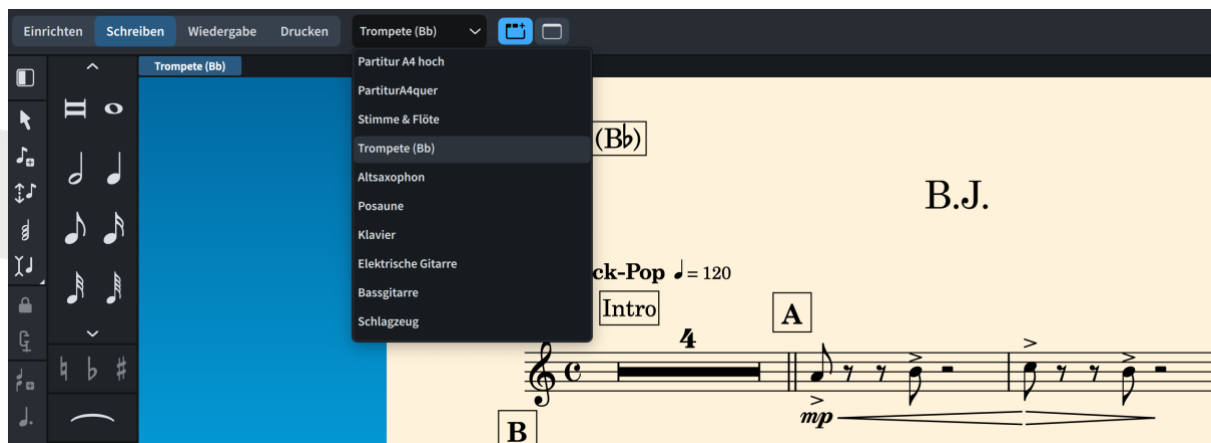 Einrichten Schreiben Wiedergabe Drucken Trompete (Bb)
Trompete (Bb)
Partitur A4 hoch
PartiturA4quer
Stimme & Flöte
Trompete (Bb)
Altsaxophon
Posaune
Klavier
Elektrische Gitarre
Bassgitarre
Schlagzeug
(B♭)
B.J.
ck-Pop ♩= 120
Intro
A
4
mp
B